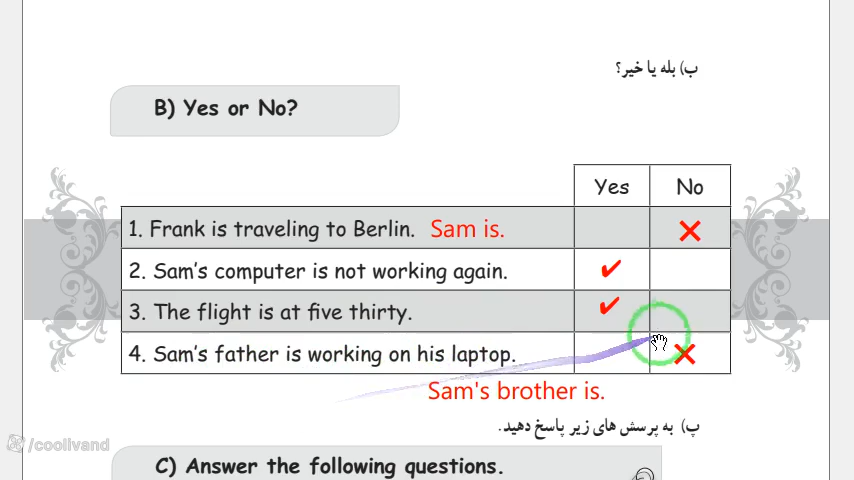 ب) بله یا خیر؟
B) Yes or No?
Yes No
1. Frank is traveling to Berlin. Sam is. ✕
2. Sam's computer is not working again. ✔
3. The flight is at five thirty. ✔
4. Sam's father is working on his laptop. ✕
Sam's brother is.
پ) به پرسش های زیر پاسخ دهید.
/coolivand
C) Answer the following questions.